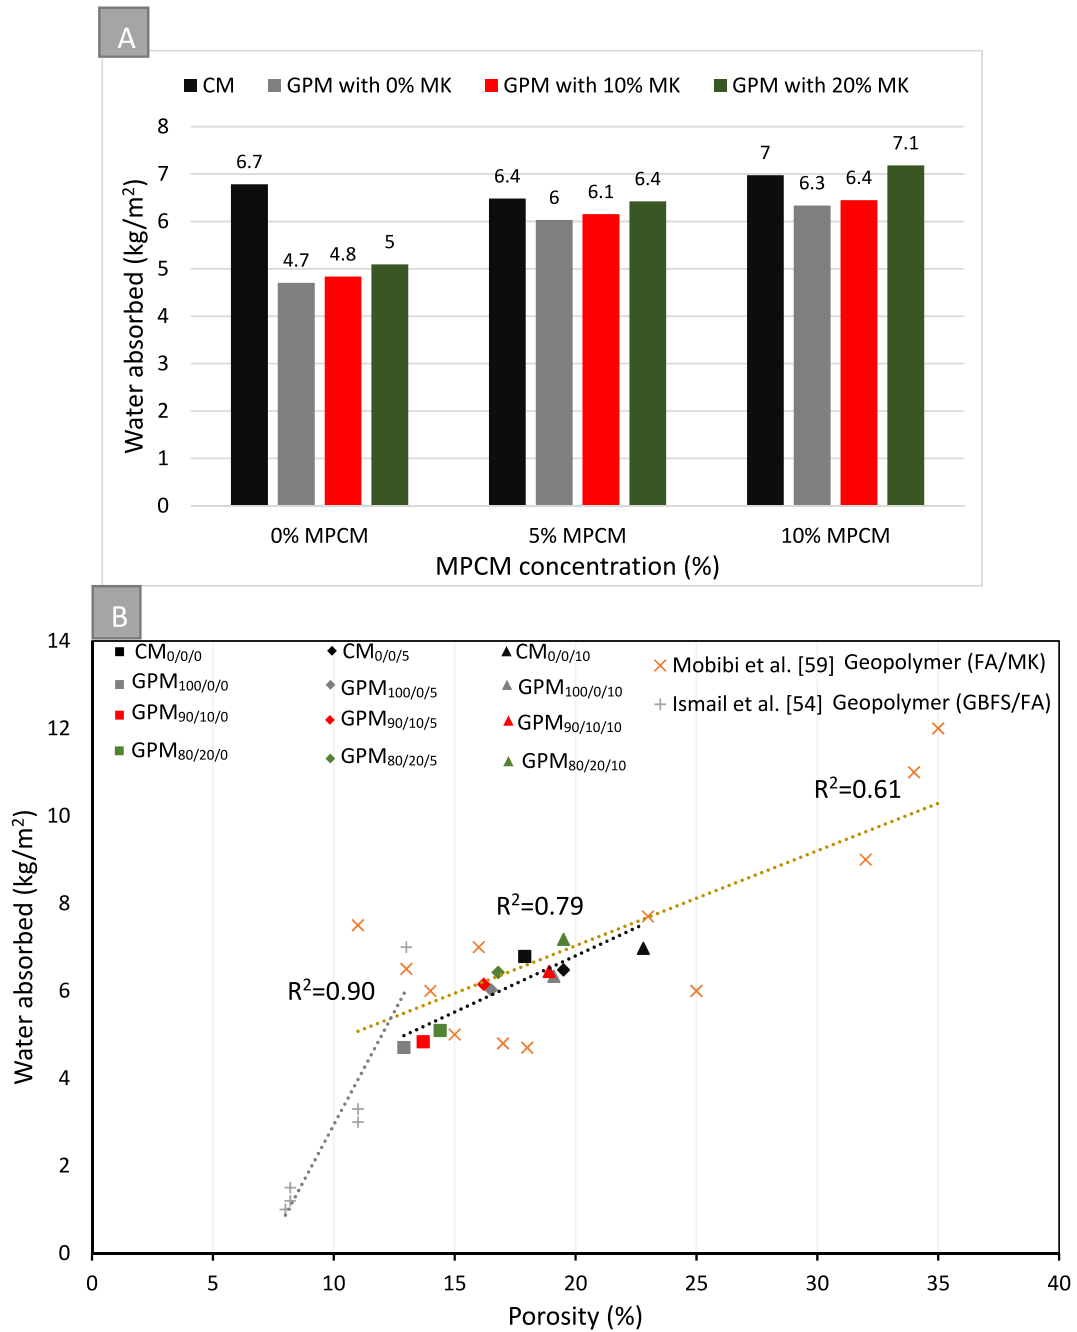 A
CM GPM with 0% MK GPM with 10% MK GPM with 20% MK
8
7
6
5
4
3
2
1
0
Water absorbed (kg/m²)
6.7 4.7 4.8 5
6.4 6 6.1 6.4
7 6.3 6.4 7.1
0% MPCM 5% MPCM 10% MPCM
MPCM concentration (%)
B
14
12
10
8
6
4
2
0
Water absorbed (kg/m²)
CM0/0/0 CM0/0/5 CM0/0/10
GPM100/0/0 GPM100/0/5 GPM100/0/10
GPM90/10/0 GPM90/10/5 GPM90/10/10
GPM80/20/0 GPM80/20/5 GPM80/20/10
Mobibi et al. [59] Geopolymer (FA/MK)
Ismail et al. [54] Geopolymer (GBFS/FA)
R²=0.61
R²=0.79
R²=0.90
0 5 10 15 20 25 30 35 40
Porosity (%)